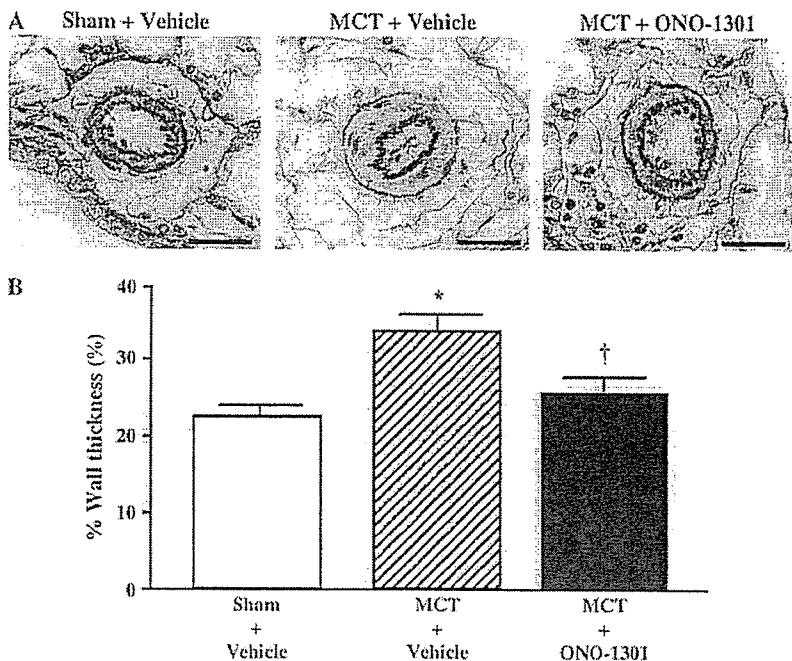 A Sham + Vehicle MCT + Vehicle MCT + ONO-1301
B
% Wall thickness (%)
40
30
20
10
0
*
†
Sham
+
Vehicle
MCT
+
Vehicle
MCT
+
ONO-1301